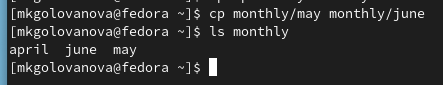 [mkgolovanova@fedora ~]$ cp monthly/may monthly/june
[mkgolovanova@fedora ~]$ ls monthly
april  june  may
[mkgolovanova@fedora ~]$